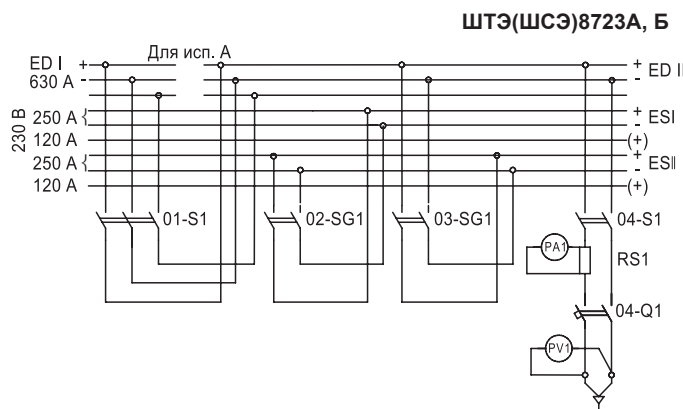 ШТЭ(ШСЭ)8723А, Б
Для исп. А
ED I +
+ ED II
630 А -
-
230 В
250 А {
+ ESI
-
120 А
(+)
250 А {
+ ESII
-
120 А
(+)
01-S1
02-SG1
03-SG1
04-S1
PA1
RS1
04-Q1
PV1